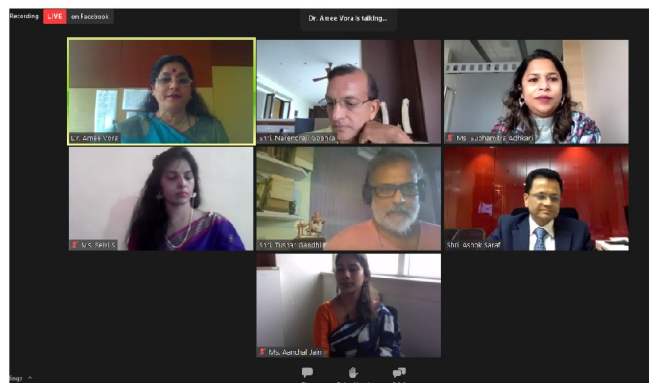 Recording LIVE on Facebook
Dr. Amee Vora is talking...
Dr. Amee Vora
Shri. Narendra
Ms. Subhamitra Adhikari
Ms. Selvi S
Shri. Tushar Gandhi
Shri. Ashok Saraf
Ms. Aanchal Jain